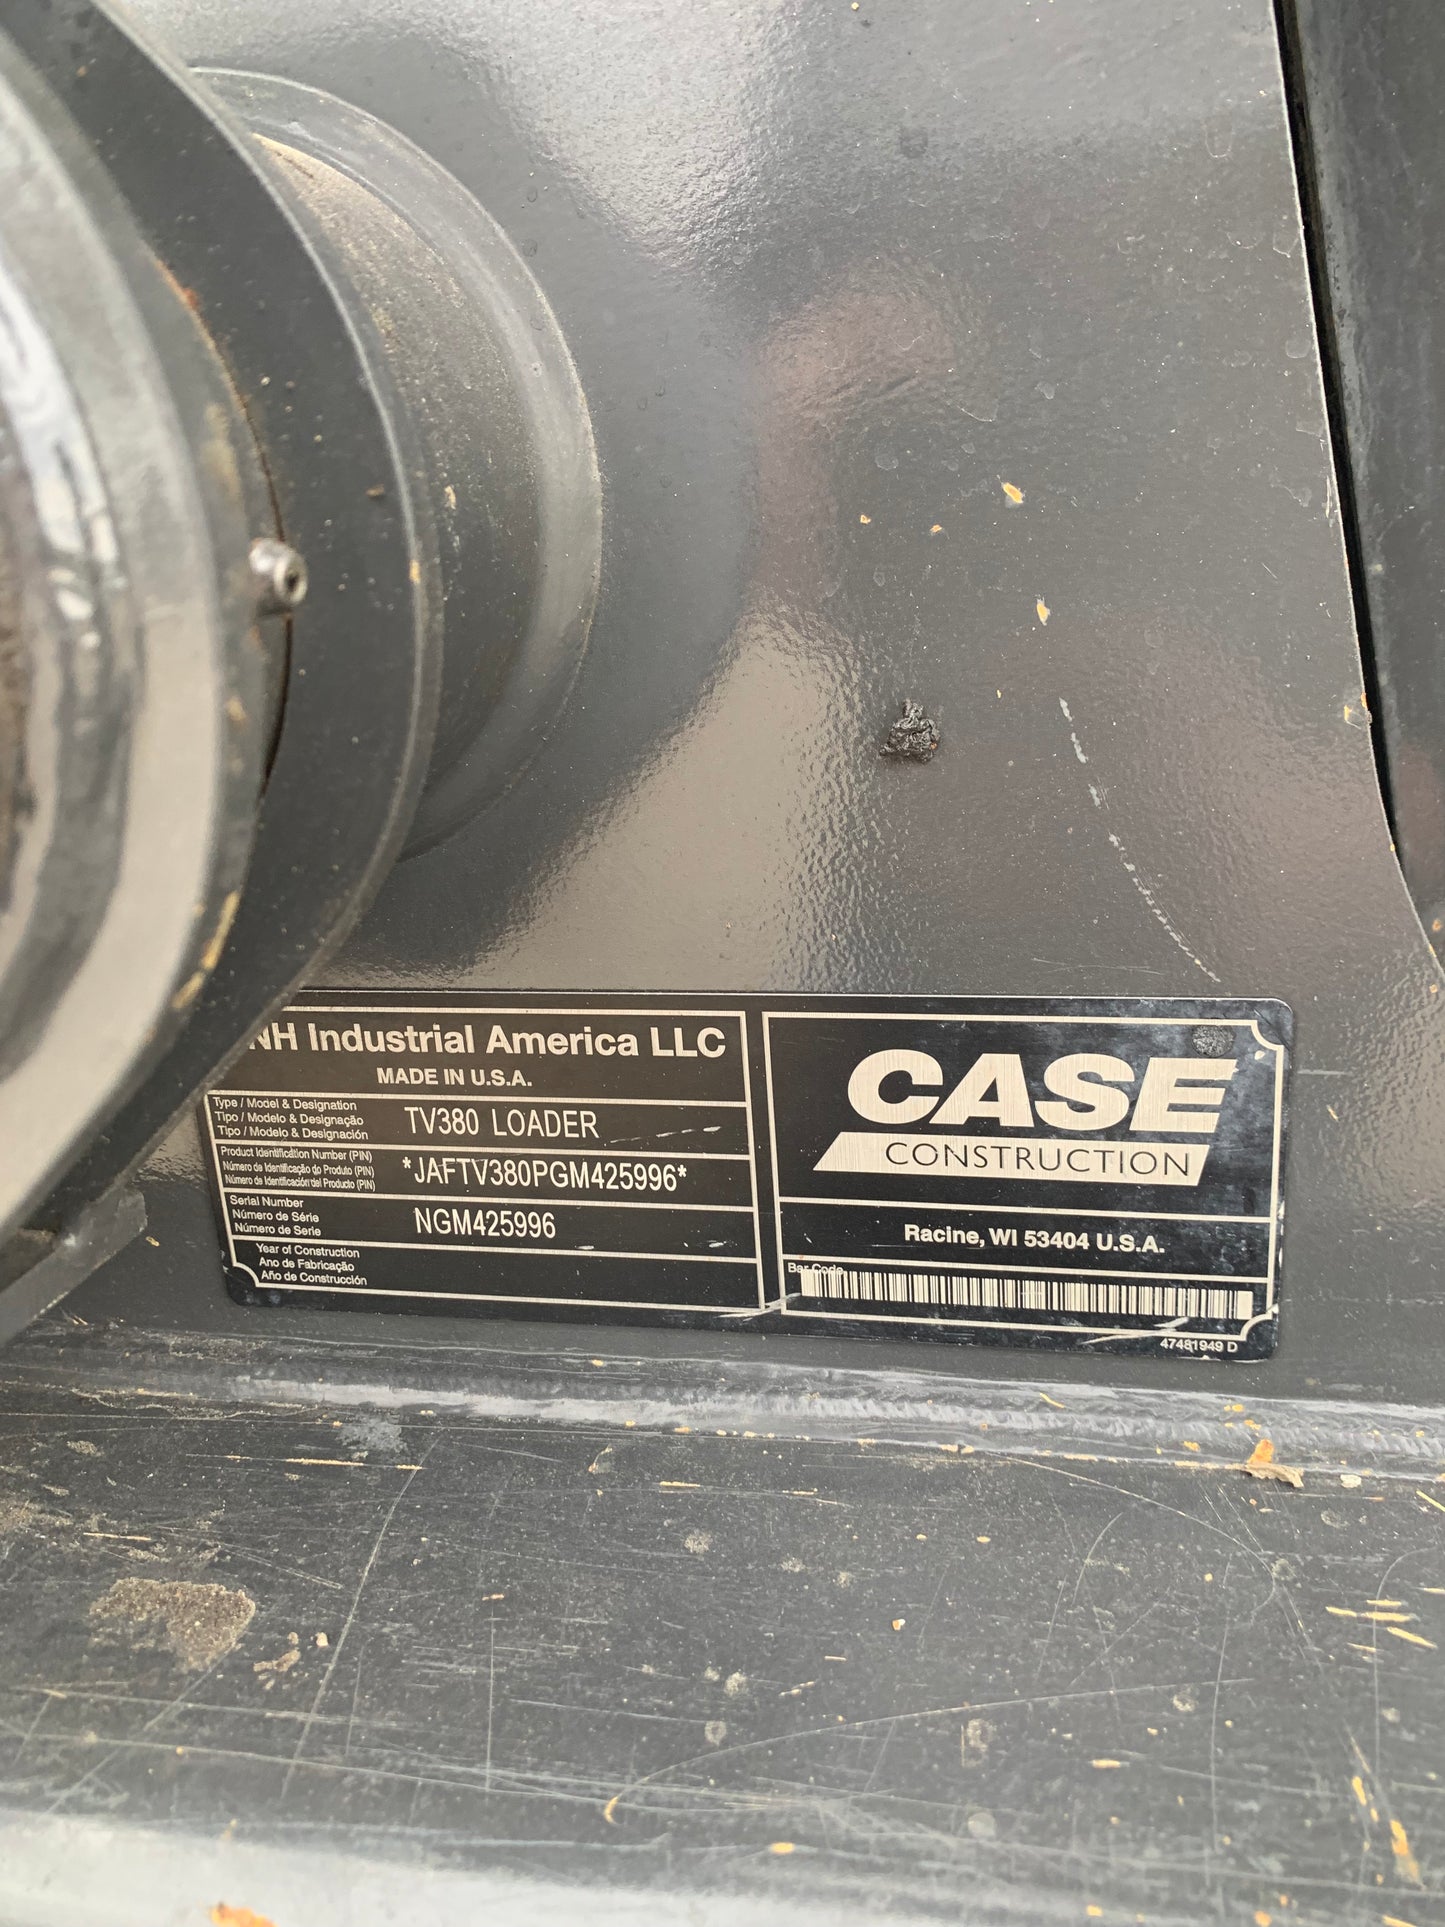 NH Industrial America LLC
MADE IN U.S.A.
Type / Model & Designation
Tipo / Modelo & Designação
Tipo / Modelo & Designación
TV380 LOADER
Product Identification Number (PIN)
Número de Identificação do Produto (PIN)
Número de Identificación del Producto (PIN)
*JAFTV380PGM425996*
Serial Number
Número de Série
Número de Serie
NGM425996
Year of Construction
Ano de Fabricação
Año de Construcción
CASE
CONSTRUCTION
Racine, WI 53404 U.S.A.
Bar Code
47481949 D